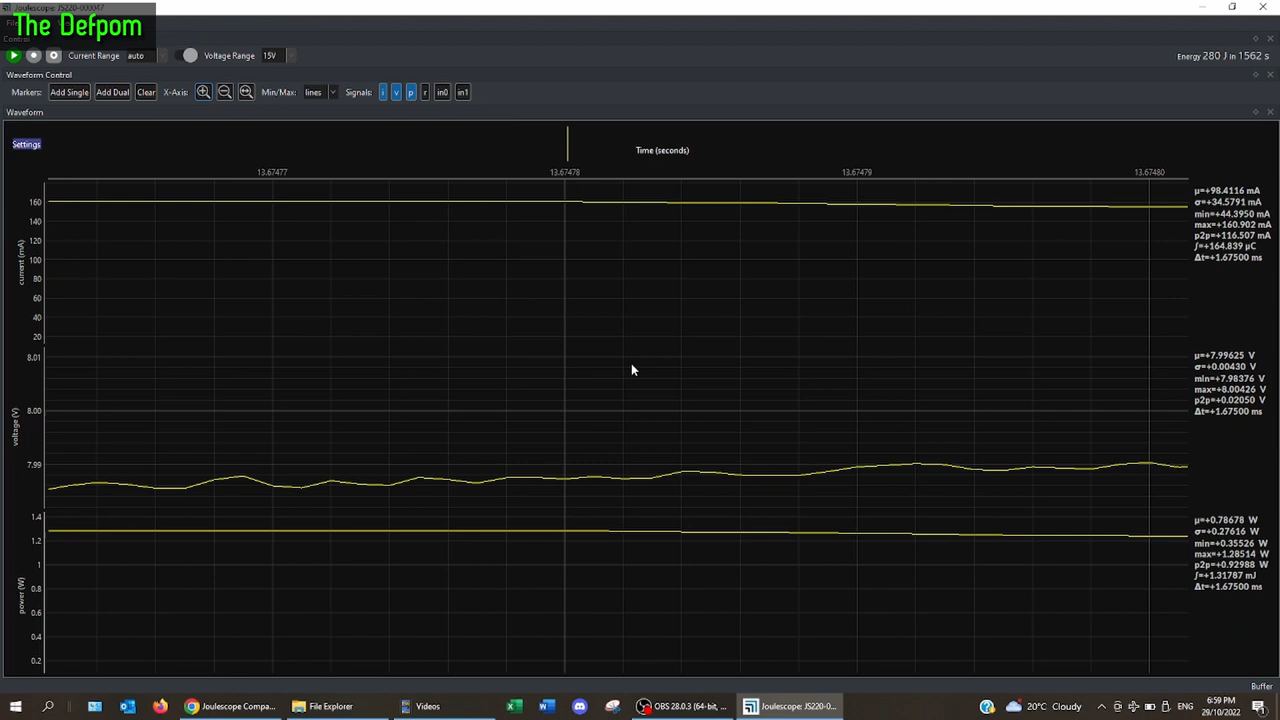 Joulescope JS220-000047
The Defpom
Control
Current Range auto Voltage Range 15V Energy 280 J in 1562 s
Waveform Control
Markers: Add Single Add Dual Clear X-Axis: Min/Max: lines Signals: i v p r in0 in1
Waveform
Settings
Time (seconds)
13.67477 13.67478 13.67479 13.67480
current (mA)
160
140
120
100
80
60
40
20
μ=+98.4116 mA
σ=+34.5791 mA
min=+44.3950 mA
max=+160.902 mA
p2p=+116.507 mA
∫=+164.839 μC
Δt=+1.67500 ms
voltage (V)
8.01
8.00
7.99
μ=+7.99625 V
σ=+0.00430 V
min=+7.98376 V
max=+8.00426 V
p2p=+0.02050 V
Δt=+1.67500 ms
power (W)
1.4
1.2
1
0.8
0.6
0.4
0.2
μ=+0.78678 W
σ=+0.27616 W
min=+0.35526 W
max=+1.28514 W
p2p=+0.92988 W
∫=+1.31787 mJ
Δt=+1.67500 ms
Buffer
Joulescope Compa... File Explorer Videos OBS 28.0.3 (64-bit, ... Joulescope: JS220-0... 20°C Cloudy ENG
6:59 PM
29/10/2022